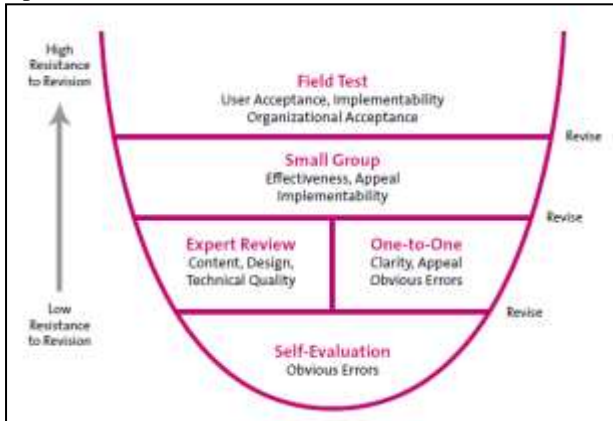 High
Resistance
to Revision
Field Test
User Acceptance, Implementability
Organizational Acceptance
Revise
Small Group
Effectiveness, Appeal
Implementability
Revise
Expert Review
Content, Design,
Technical Quality
One-to-One
Clarity, Appeal
Obvious Errors
Low
Resistance
to Revision
Revise
Self-Evaluation
Obvious Errors